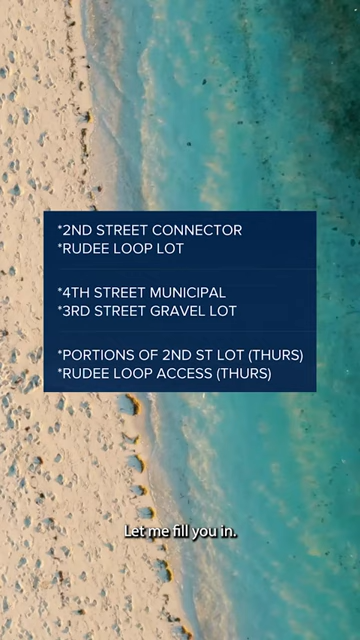 *2ND STREET CONNECTOR
*RUDEE LOOP LOT
*4TH STREET MUNICIPAL
*3RD STREET GRAVEL LOT
*PORTIONS OF 2ND ST LOT (THURS)
*RUDEE LOOP ACCESS (THURS)
Let me fill you in.